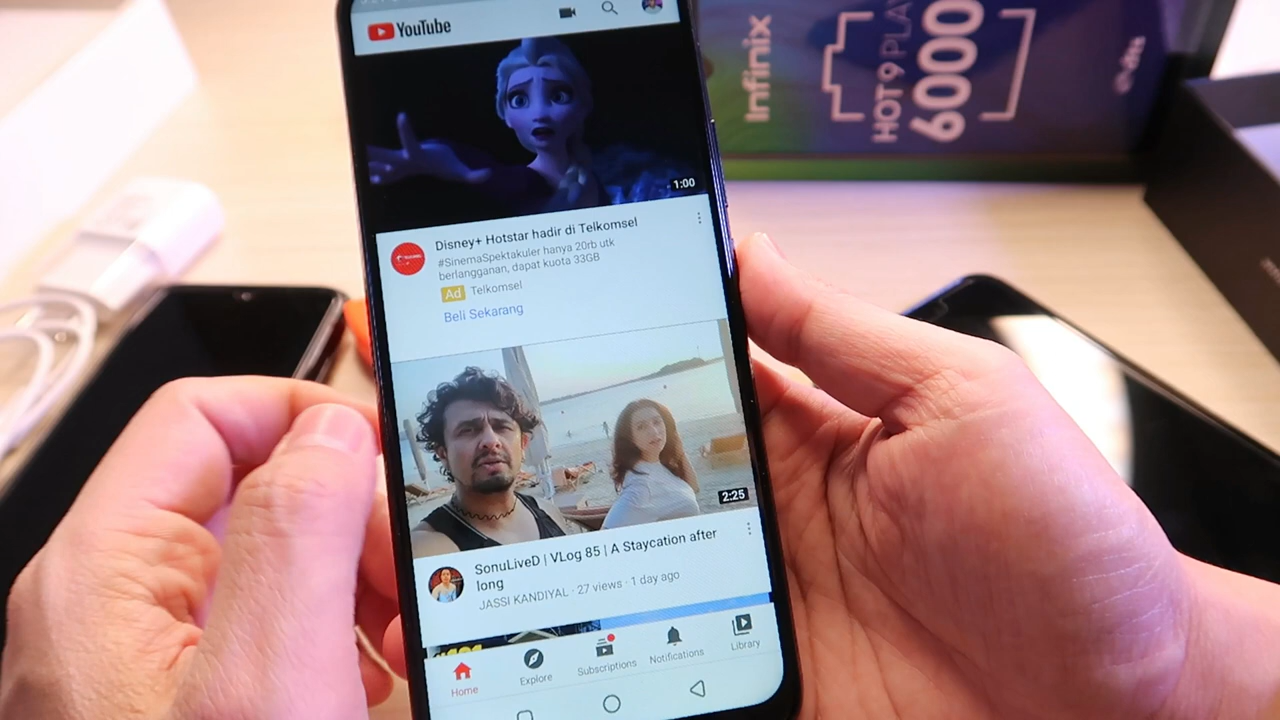 YouTube
1:00
Disney+ Hotstar hadir di Telkomsel
#SinemaSpektakuler hanya 20rb utk
berlangganan, dapat kuota 33GB
Ad Telkomsel
Beli Sekarang
2:25
SonuLiveD | VLog 85 | A Staycation after
long
JASSI KANDIYAL · 27 views · 1 day ago
Home
Explore
Subscriptions
Notifications
Library
Infinix
HOT 9 PLAY
6000